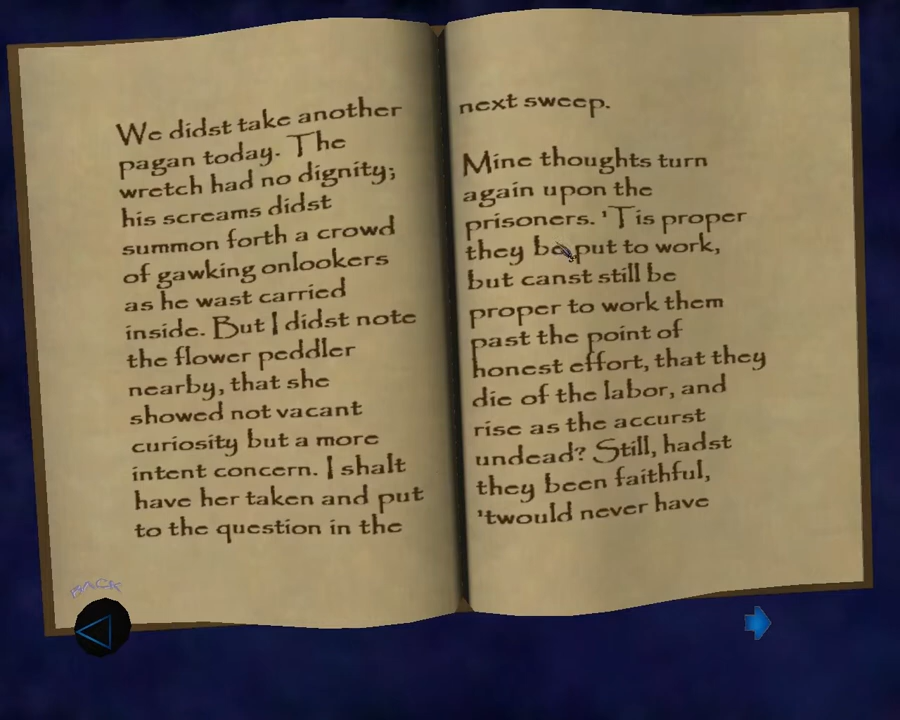 We didst take another
pagan today. The
wretch had no dignity;
his screams didst
summon forth a crowd
of gawking onlookers
as he wast carried
inside. But I didst note
the flower peddler
nearby, that she
showed not vacant
curiosity but a more
intent concern. I shalt
have her taken and put
to the question in the
next sweep.
Mine thoughts turn
again upon the
prisoners. 'Tis proper
they be put to work,
but canst still be
proper to work them
past the point of
honest effort, that they
die of the labor, and
rise as the accurst
undead? Still, hadst
they been faithful,
'twould never have
BACK